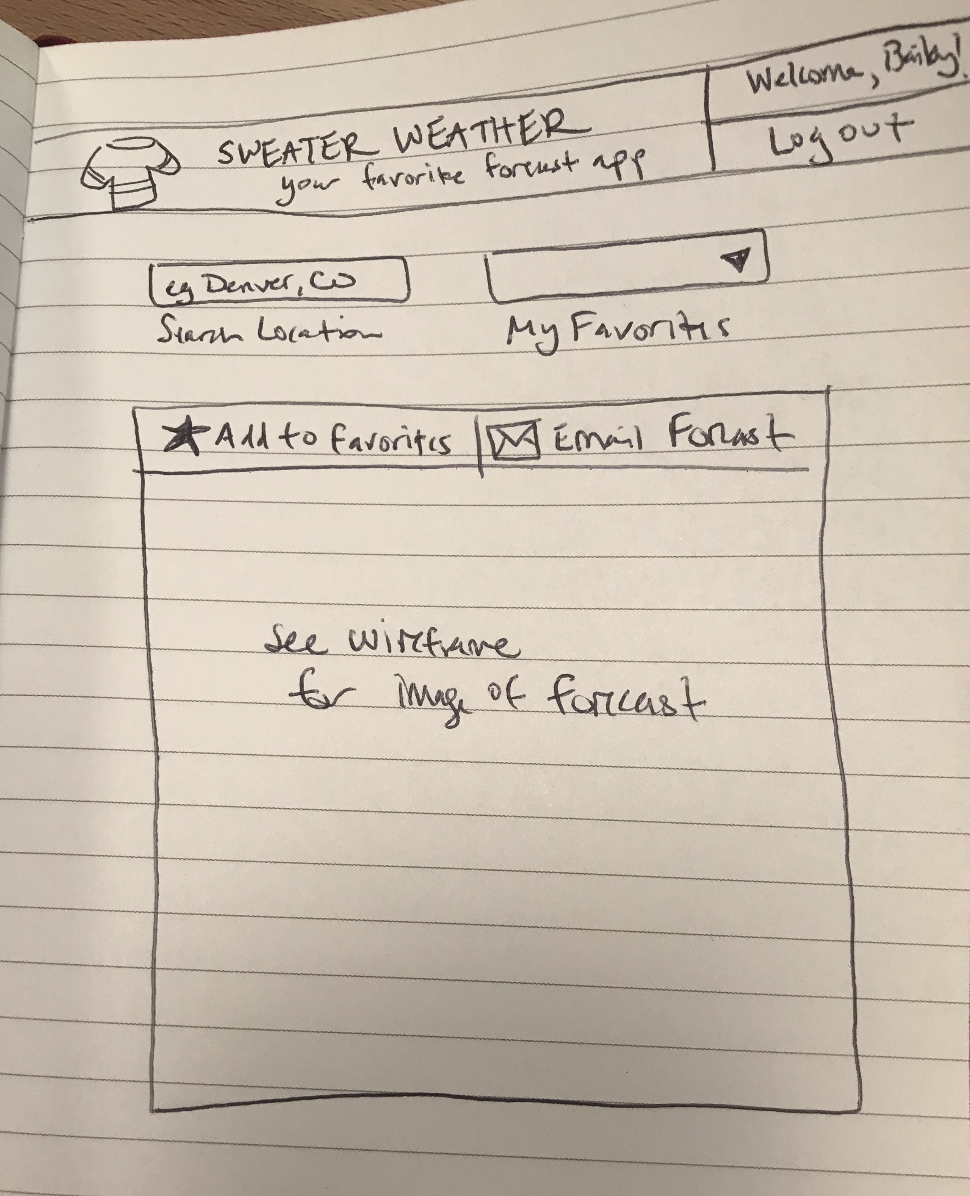 SWEATER WEATHER
your favorite forcast app
Welcome, Bailey!
Log out
eg Denver, CO
Search Location
My Favorites
Add to favorites
Email Forcast
See wireframe
for image of forecast